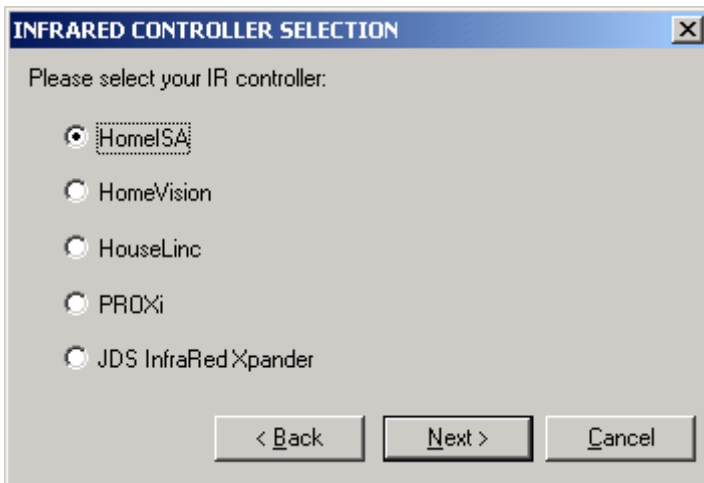 INFRARED CONTROLLER SELECTION
Please select your IR controller:
HomeISA
HomeVision
HouseLinc
PROXi
JDS InfraRed Xpander
< Back Next > Cancel